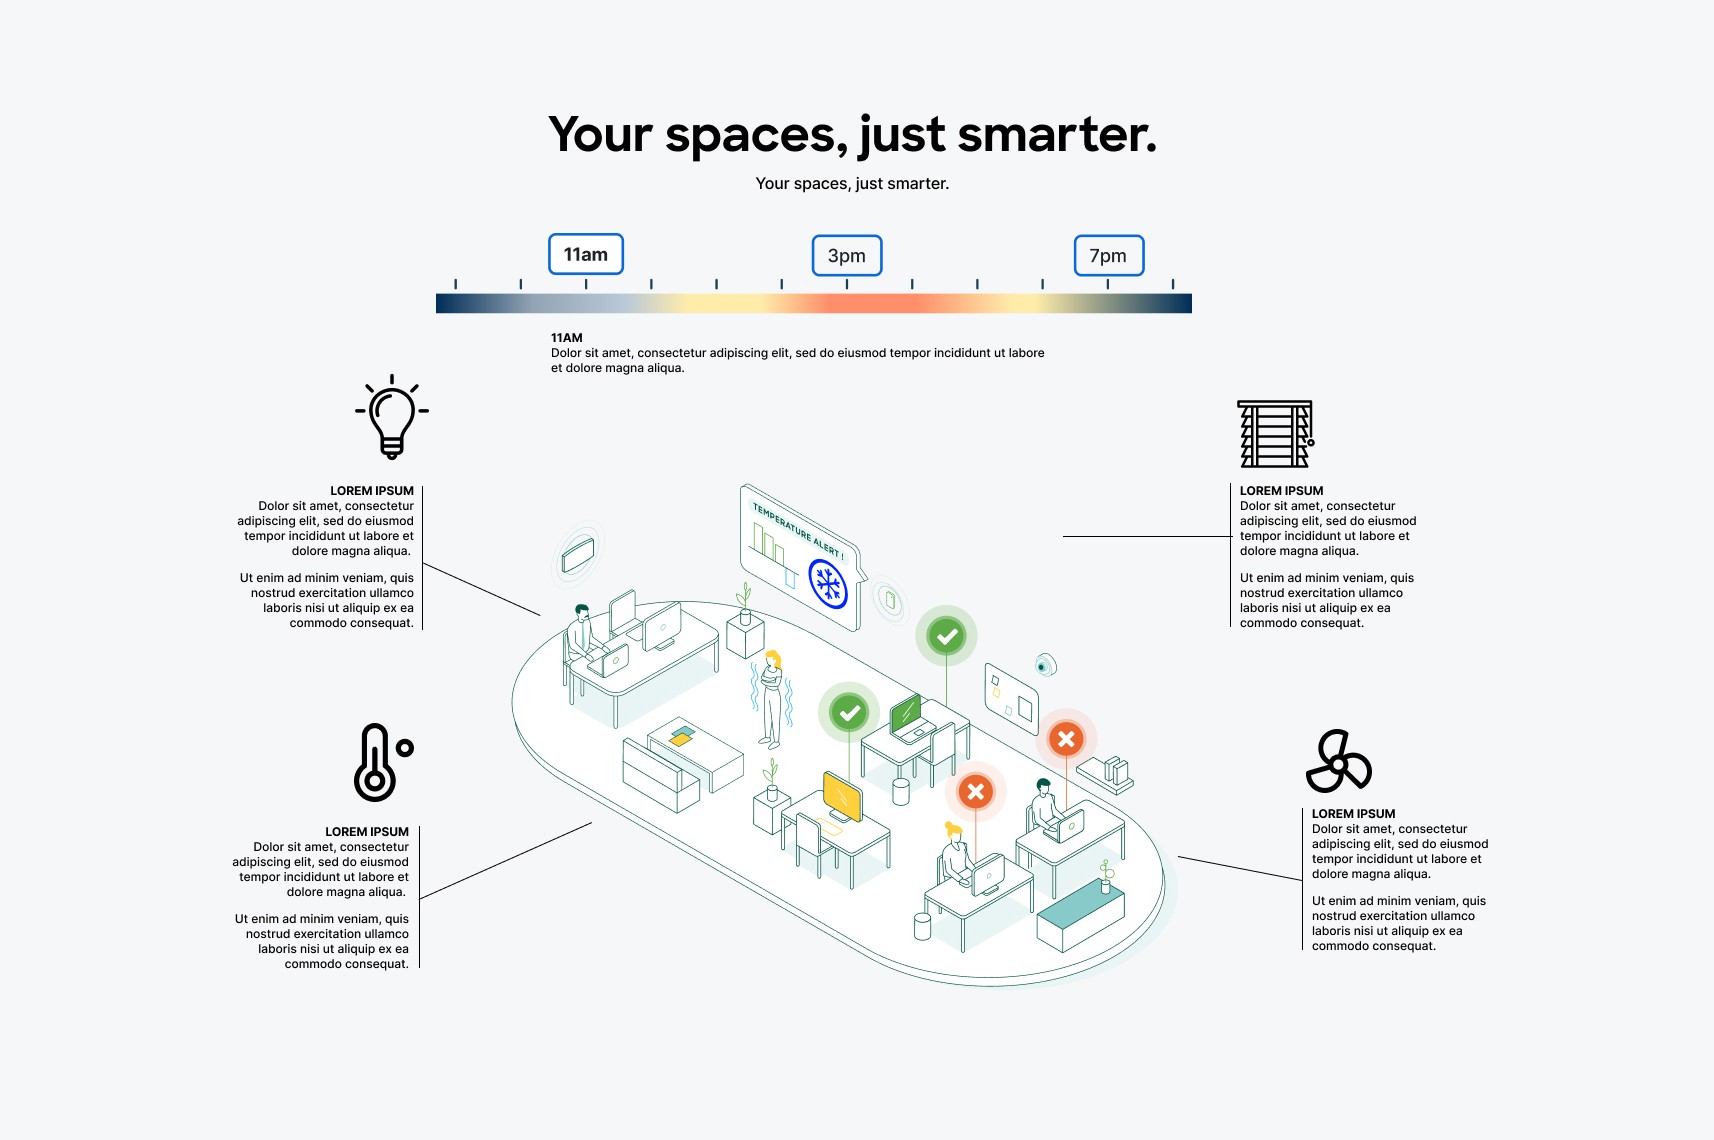 Your spaces, just smarter.
Your spaces, just smarter.
11am
3pm
7pm
11AM
Dolor sit amet, consectetur adipiscing elit, sed do eiusmod tempor incididunt ut labore
et dolore magna aliqua.
LOREM IPSUM
Dolor sit amet, consectetur
adipiscing elit, sed do eiusmod
tempor incididunt ut labore et
dolore magna aliqua.
Ut enim ad minim veniam, quis
nostrud exercitation ullamco
laboris nisi ut aliquip ex ea
commodo consequat.
LOREM IPSUM
Dolor sit amet, consectetur
adipiscing elit, sed do eiusmod
tempor incididunt ut labore et
dolore magna aliqua.
Ut enim ad minim veniam, quis
nostrud exercitation ullamco
laboris nisi ut aliquip ex ea
commodo consequat.
TEMPERATURE ALERT !
LOREM IPSUM
Dolor sit amet, consectetur
adipiscing elit, sed do eiusmod
tempor incididunt ut labore et
dolore magna aliqua.
Ut enim ad minim veniam, quis
nostrud exercitation ullamco
laboris nisi ut aliquip ex ea
commodo consequat.
LOREM IPSUM
Dolor sit amet, consectetur
adipiscing elit, sed do eiusmod
tempor incididunt ut labore et
dolore magna aliqua.
Ut enim ad minim veniam, quis
nostrud exercitation ullamco
laboris nisi ut aliquip ex ea
commodo consequat.